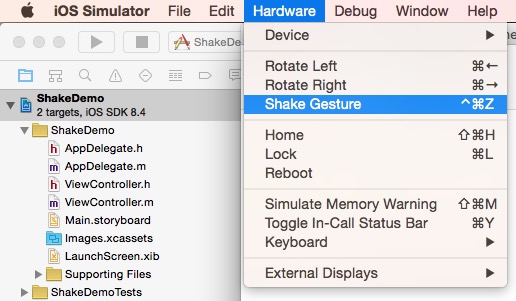 iOS Simulator File Edit Hardware Debug Window Help
ShakeDe
ShakeDemo
2 targets, iOS SDK 8.4
ShakeDemo
h AppDelegate.h
m AppDelegate.m
h ViewController.h
m ViewController.m
Main.storyboard
Images.xcassets
LaunchScreen.xib
Supporting Files
ShakeDemoTests
Device
Rotate Left ⌘←
Rotate Right ⌘→
Shake Gesture ^⌘Z
Home ⇧⌘H
Lock ⌘L
Reboot
Simulate Memory Warning ⇧⌘M
Toggle In-Call Status Bar ⌘Y
Keyboard
External Displays